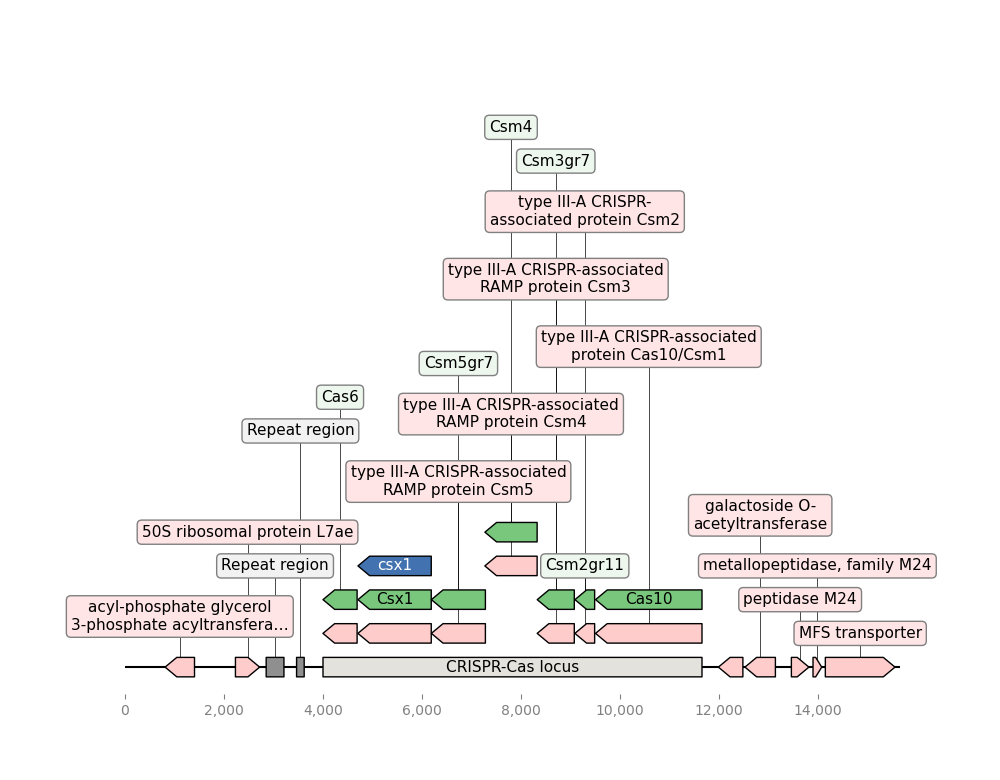 Csm4
Csm3gr7
type III-A CRISPR-
associated protein Csm2
type III-A CRISPR-associated
RAMP protein Csm3
type III-A CRISPR-associated
protein Cas10/Csm1
Csm5gr7
Cas6
type III-A CRISPR-associated
RAMP protein Csm4
Repeat region
type III-A CRISPR-associated
RAMP protein Csm5
galactoside O-
acetyltransferase
50S ribosomal protein L7ae
Repeat region
csx1
Csm2gr11
metallopeptidase, family M24
acyl-phosphate glycerol
3-phosphate acyltransfera…
Csx1
Cas10
peptidase M24
MFS transporter
CRISPR-Cas locus
0
2,000
4,000
6,000
8,000
10,000
12,000
14,000